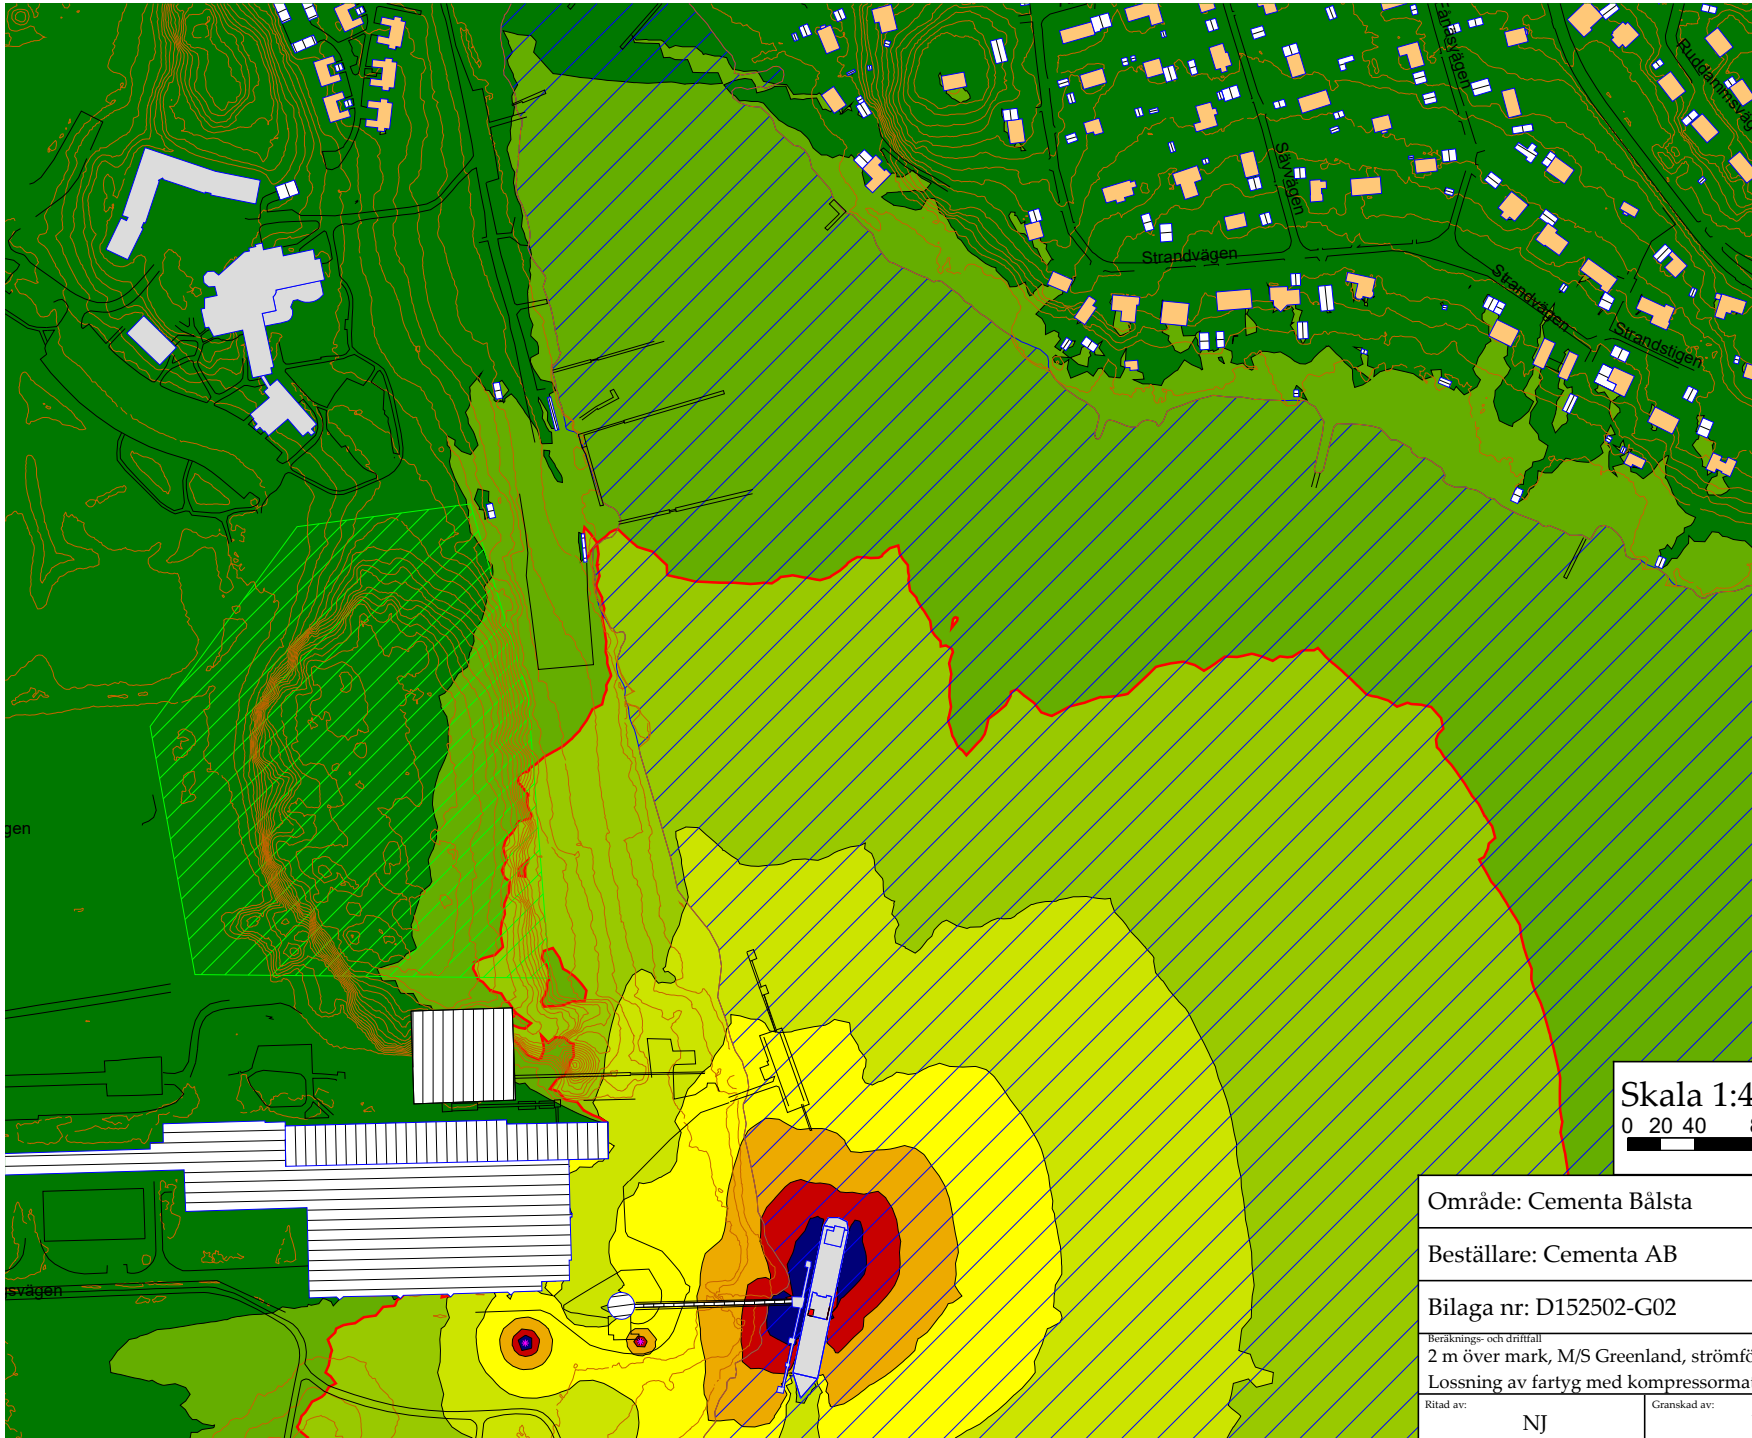 Ruddammsväg
Strandvägen
Sävvägen
Strandvägen
Strandstigen
gen
svägen
Skala 1:4
0 20 40 8
Område: Cementa Bålsta
Beställare: Cementa AB
Bilaga nr: D152502-G02
Beräknings- och driftfall
2 m över mark, M/S Greenland, strömfö
Lossning av fartyg med kompressorma
Ritad av:
NJ
Granskad av: